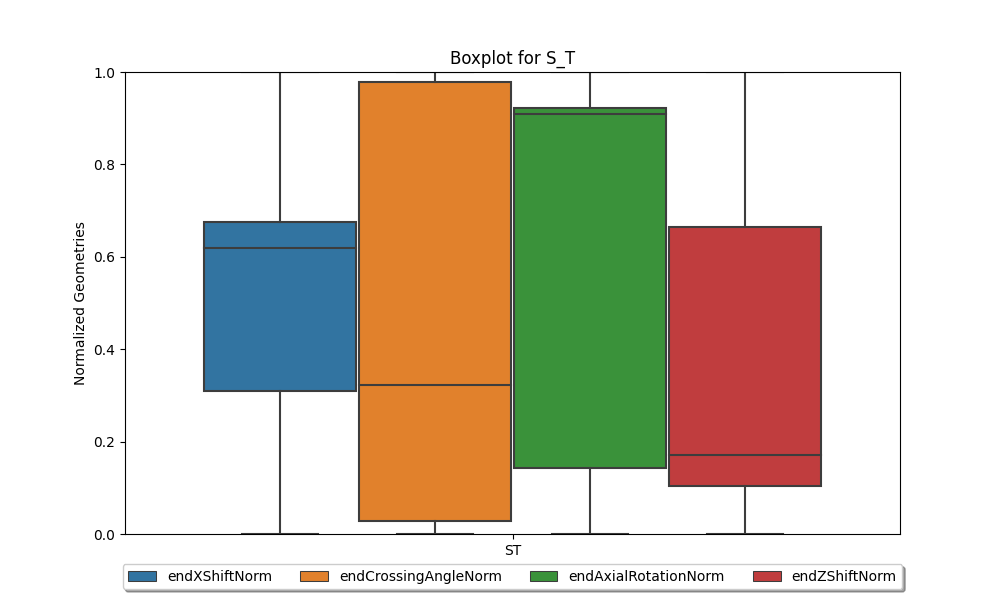 Boxplot for S_T
1.0
0.8
0.6
0.4
0.2
0.0
Normalized Geometries
ST
endXShiftNorm endCrossingAngleNorm endAxialRotationNorm endZShiftNorm